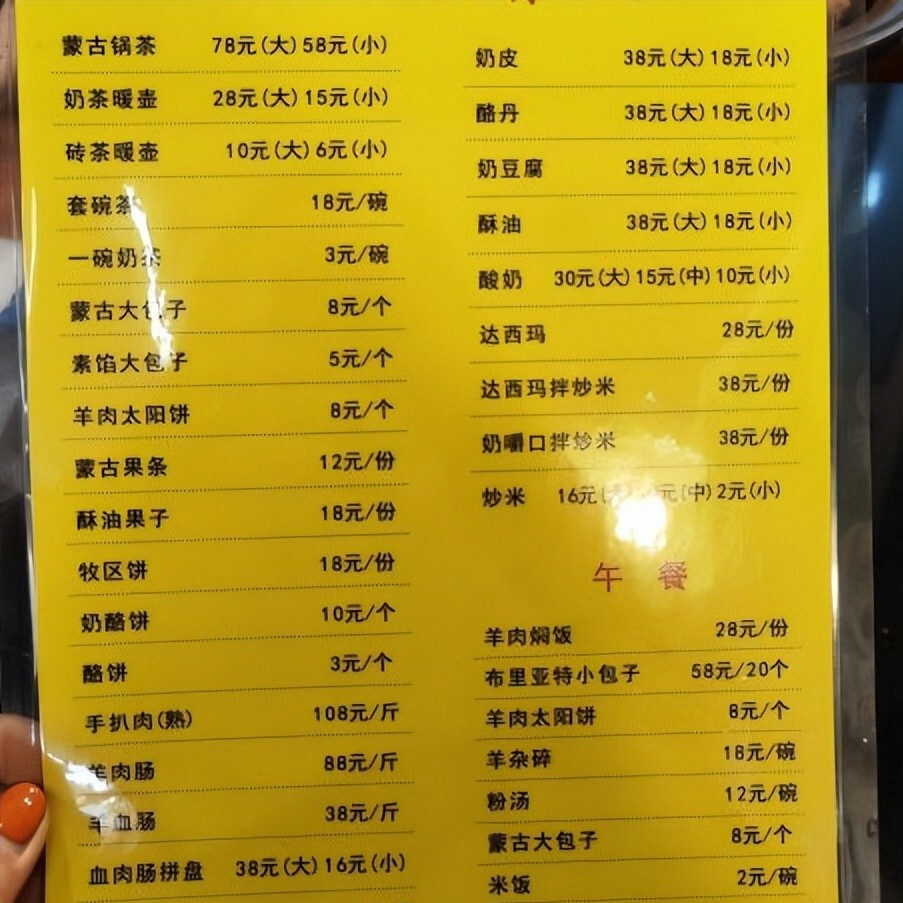 蒙古锅茶 78元(大)58元(小)
奶茶暖壶 28元(大)15元(小)
砖茶暖壶 10元(大)6元(小)
套碗茶 18元/碗
一碗奶茶 3元/碗
蒙古大包子 8元/个
素馅大包子 5元/个
羊肉太阳饼 8元/个
蒙古果条 12元/份
酥油果子 18元/份
牧区饼 18元/份
奶酪饼 10元/个
酪饼 3元/个
手扒肉(熟) 108元/斤
羊肉肠 88元/斤
羊血肠 38元/斤
血肉肠拼盘 38元(大)16元(小)
奶皮 38元(大)18元(小)
酪丹 38元(大)18元(小)
奶豆腐 38元(大)18元(小)
酥油 38元(大)18元(小)
酸奶 30元(大)15元(中)10元(小)
达西玛 28元/份
达西玛拌炒米 38元/份
奶嚼口拌炒米 38元/份
炒米 16元(大) 元(中)2元(小)
午餐
羊肉焖饭 28元/份
布里亚特小包子 58元/20个
羊肉太阳饼 8元/个
羊杂碎 18元/碗
粉汤 12元/碗
蒙古大包子 8元/个
米饭 2元/碗